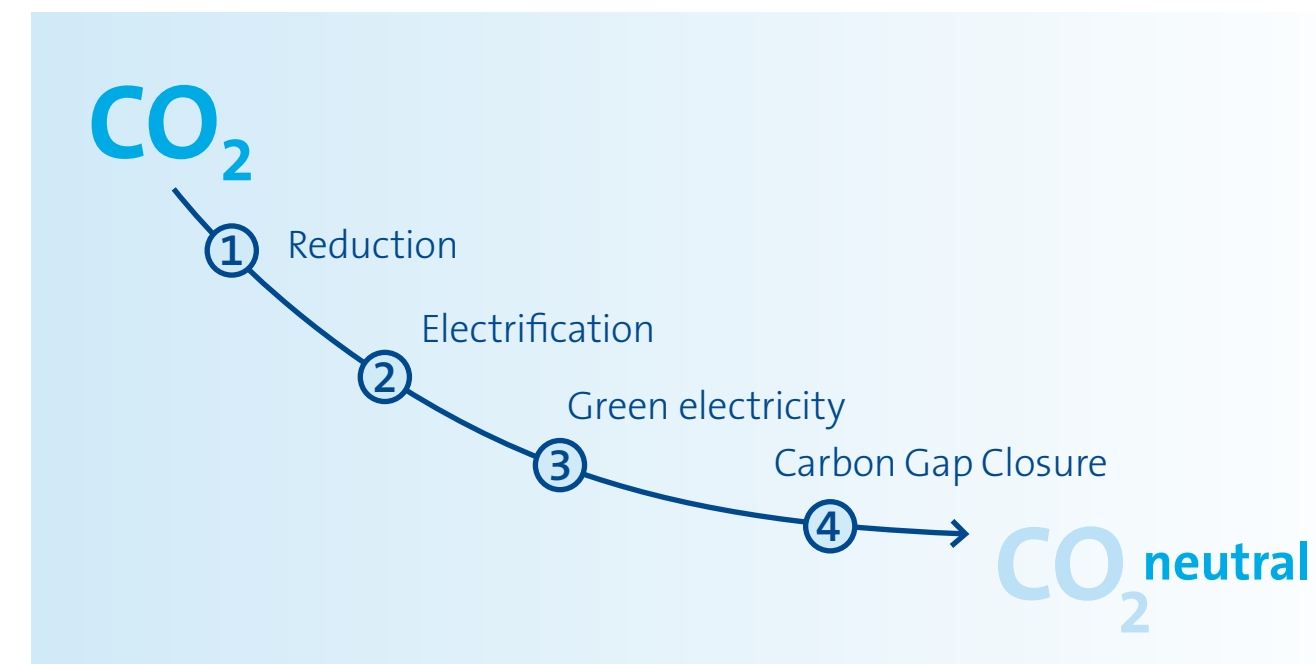 CO₂
1 Reduction
2 Electrification
3 Green electricity
4 Carbon Gap Closure
CO₂ neutral